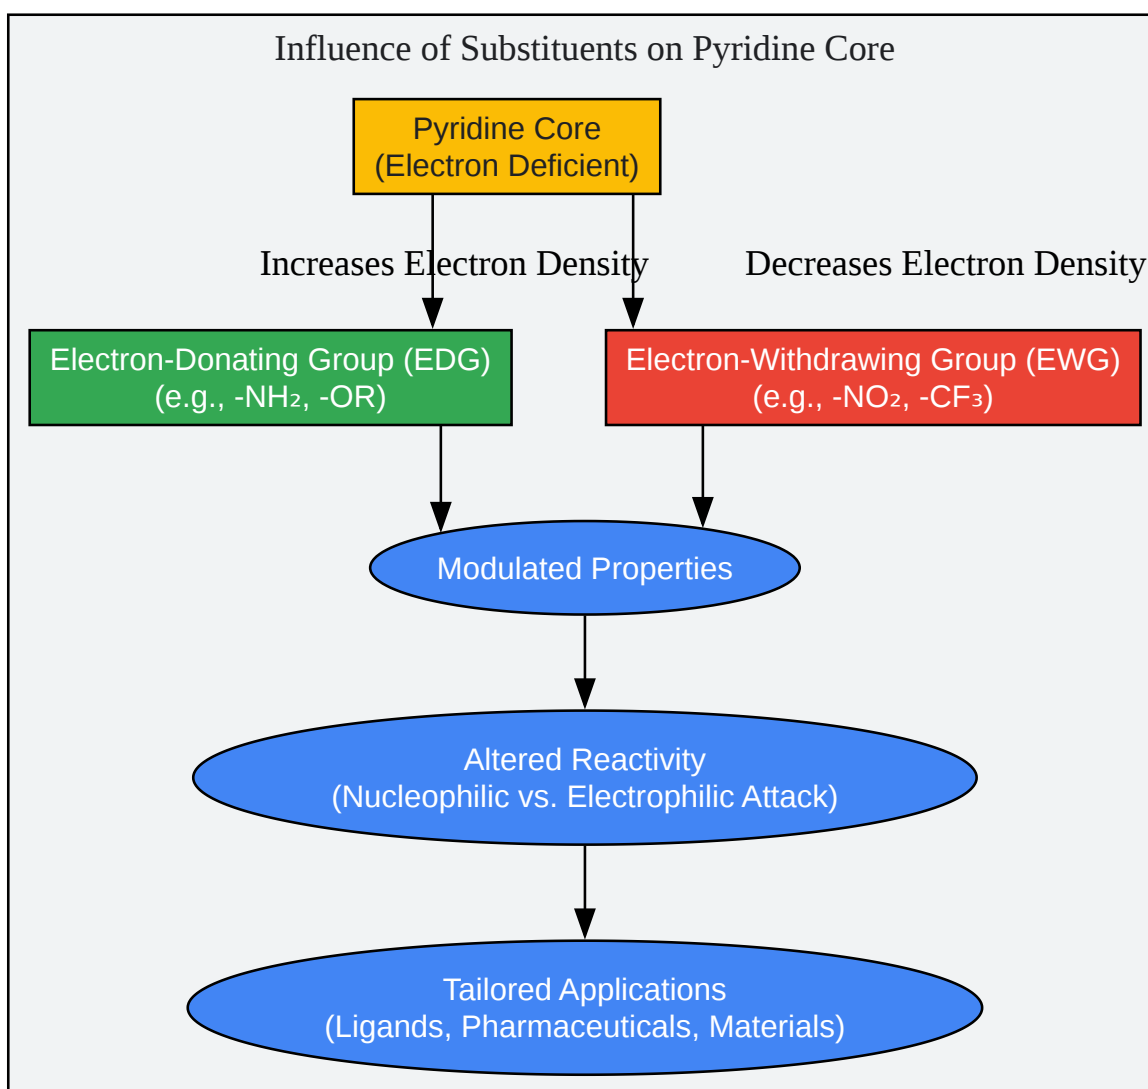 Influence of Substituents on Pyridine Core
Pyridine Core
(Electron Deficient)
Increases Electron Density
Decreases Electron Density
Electron-Donating Group (EDG)
(e.g., -NH₂, -OR)
Electron-Withdrawing Group (EWG)
(e.g., -NO₂, -CF₃)
Modulated Properties
Altered Reactivity
(Nucleophilic vs. Electrophilic Attack)
Tailored Applications
(Ligands, Pharmaceuticals, Materials)